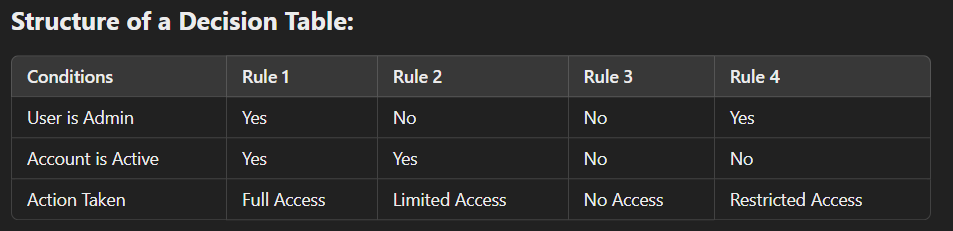 Structure of a Decision Table:
Conditions Rule 1 Rule 2 Rule 3 Rule 4
User is Admin Yes No No Yes
Account is Active Yes Yes No No
Action Taken Full Access Limited Access No Access Restricted Access